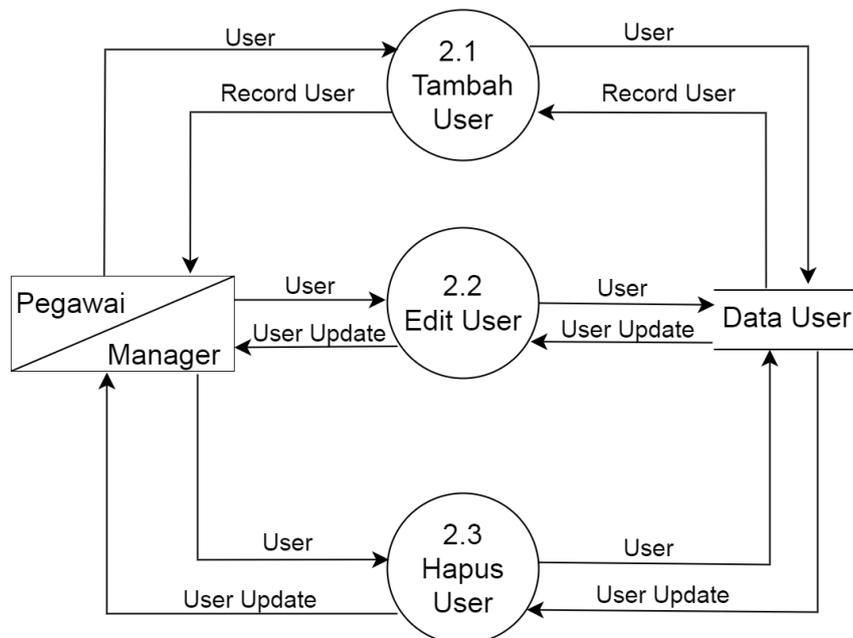 User
User
2.1
Tambah
User
Record User
Record User
Pegawai
Manager
User
2.2
Edit User
User
User Update
User Update
Data User
User
2.3
Hapus
User
User
User Update
User Update